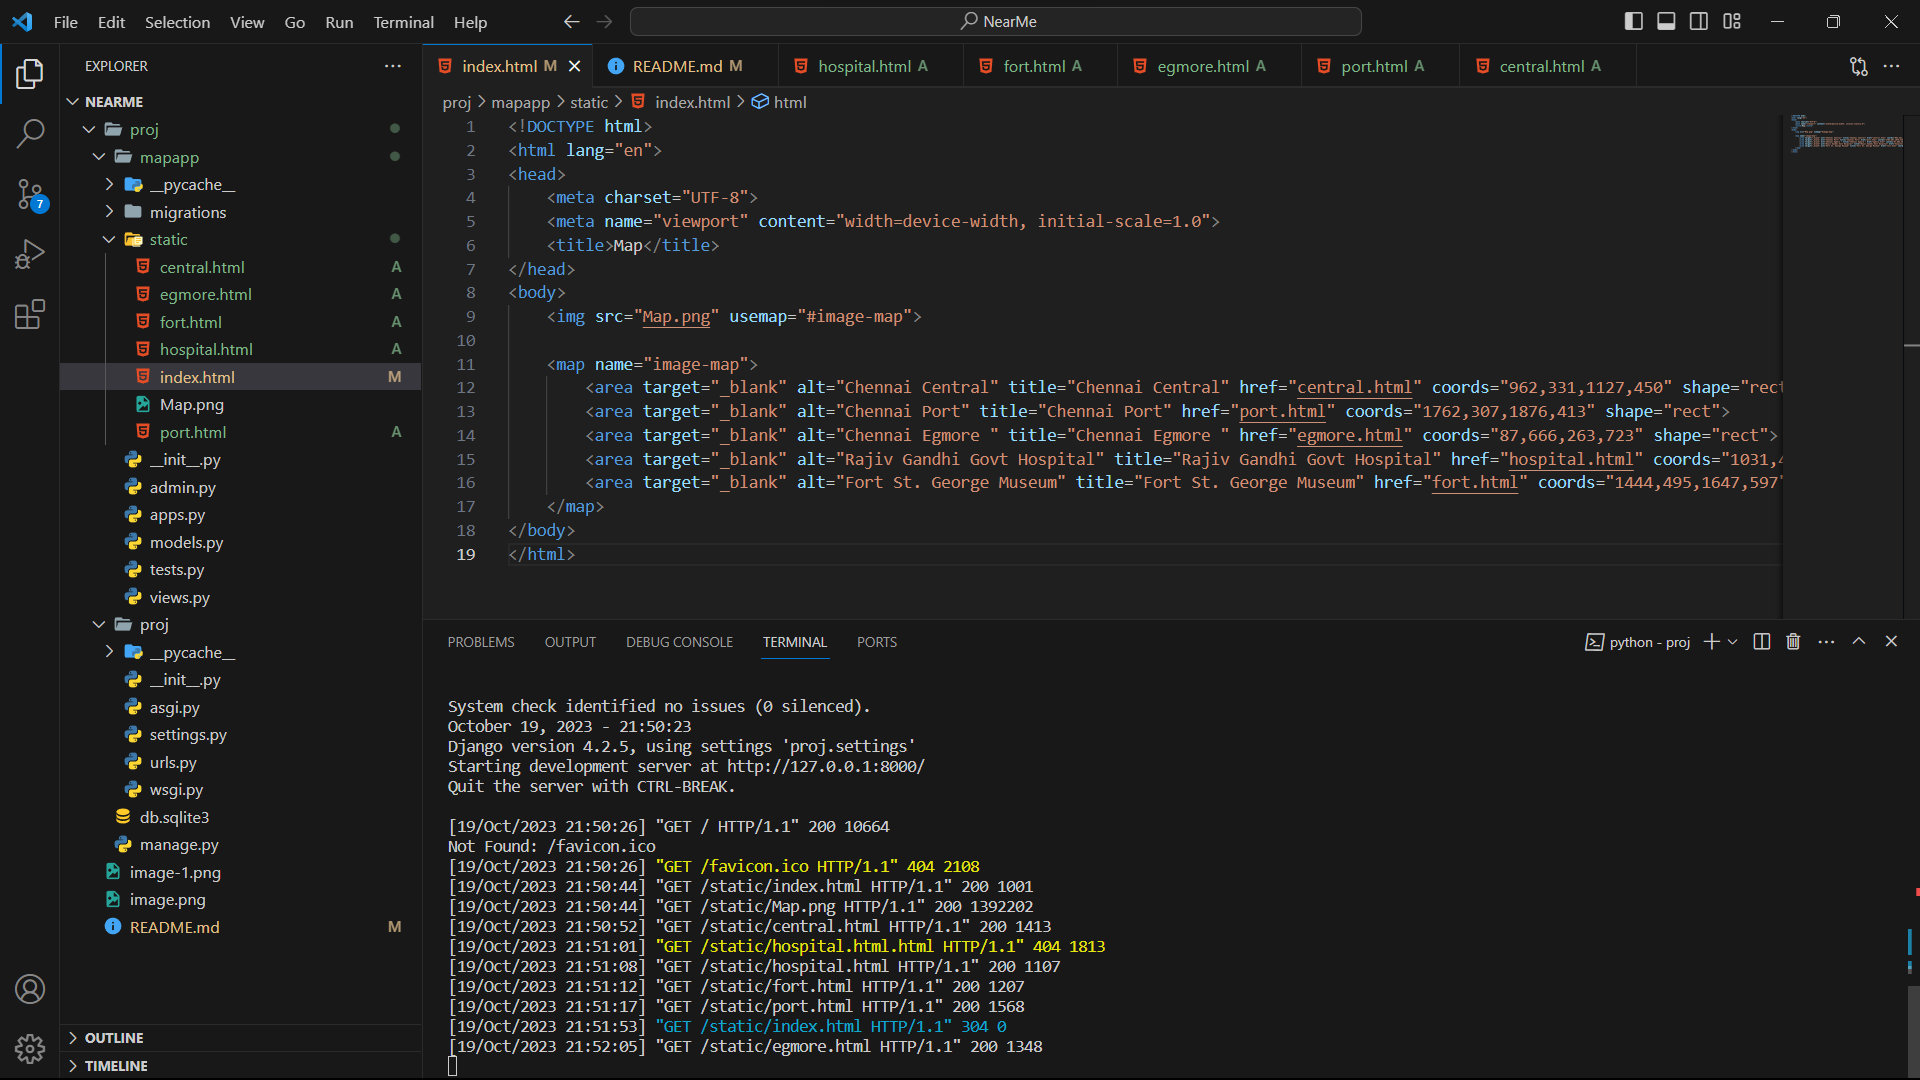 File Edit Selection View Go Run Terminal Help
NearMe
EXPLORER
NEARME
proj
mapapp
__pycache__
migrations
static
central.html A
egmore.html A
fort.html A
hospital.html A
index.html M
Map.png
port.html A
__init__.py
admin.py
apps.py
models.py
tests.py
views.py
proj
__pycache__
__init__.py
asgi.py
settings.py
urls.py
wsgi.py
db.sqlite3
manage.py
image-1.png
image.png
README.md M
OUTLINE
TIMELINE
7
index.html M README.md M hospital.html A fort.html A egmore.html A port.html A central.html A
proj > mapapp > static > index.html > html
1 <!DOCTYPE html>
2 <html lang="en">
3 <head>
4 <meta charset="UTF-8">
5 <meta name="viewport" content="width=device-width, initial-scale=1.0">
6 <title>Map</title>
7 </head>
8 <body>
9 <img src="Map.png" usemap="#image-map">
10
11 <map name="image-map">
12 <area target="_blank" alt="Chennai Central" title="Chennai Central" href="central.html" coords="962,331,1127,450" shape="rect
13 <area target="_blank" alt="Chennai Port" title="Chennai Port" href="port.html" coords="1762,307,1876,413" shape="rect">
14 <area target="_blank" alt="Chennai Egmore " title="Chennai Egmore " href="egmore.html" coords="87,666,263,723" shape="rect">
15 <area target="_blank" alt="Rajiv Gandhi Govt Hospital" title="Rajiv Gandhi Govt Hospital" href="hospital.html" coords="1031,4
16 <area target="_blank" alt="Fort St. George Museum" title="Fort St. George Museum" href="fort.html" coords="1444,495,1647,597"
17 </map>
18 </body>
19 </html>
PROBLEMS OUTPUT DEBUG CONSOLE TERMINAL PORTS
python - proj
System check identified no issues (0 silenced).
October 19, 2023 - 21:50:23
Django version 4.2.5, using settings 'proj.settings'
Starting development server at http://127.0.0.1:8000/
Quit the server with CTRL-BREAK.
[19/Oct/2023 21:50:26] "GET / HTTP/1.1" 200 10664
Not Found: /favicon.ico
[19/Oct/2023 21:50:26] "GET /favicon.ico HTTP/1.1" 404 2108
[19/Oct/2023 21:50:44] "GET /static/index.html HTTP/1.1" 200 1001
[19/Oct/2023 21:50:44] "GET /static/Map.png HTTP/1.1" 200 1392202
[19/Oct/2023 21:50:52] "GET /static/central.html HTTP/1.1" 200 1413
[19/Oct/2023 21:51:01] "GET /static/hospital.html.html HTTP/1.1" 404 1813
[19/Oct/2023 21:51:08] "GET /static/hospital.html HTTP/1.1" 200 1107
[19/Oct/2023 21:51:12] "GET /static/fort.html HTTP/1.1" 200 1207
[19/Oct/2023 21:51:17] "GET /static/port.html HTTP/1.1" 200 1568
[19/Oct/2023 21:51:53] "GET /static/index.html HTTP/1.1" 304 0
[19/Oct/2023 21:52:05] "GET /static/egmore.html HTTP/1.1" 200 1348